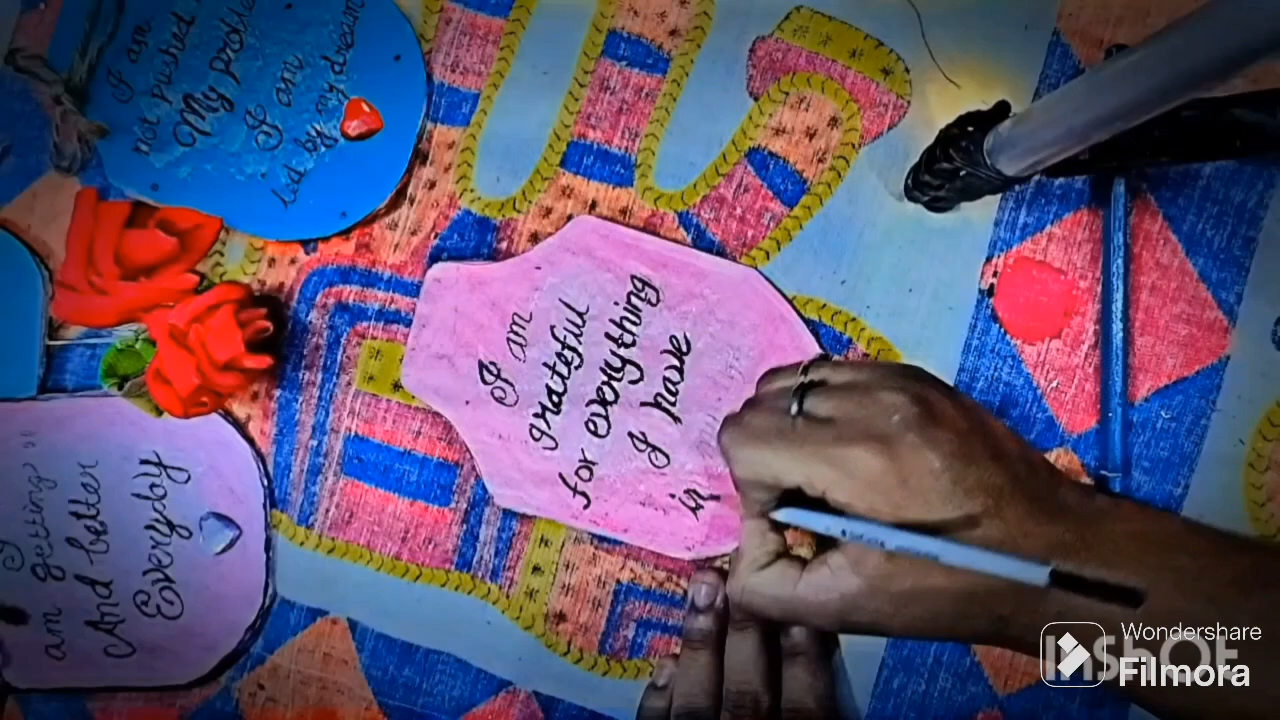 I am
not pushed
My proble
I am
led by my dream
I am
grateful
for everything
I have
in
I
am getting
And better
Everyday
InShOt
Wondershare
Filmora